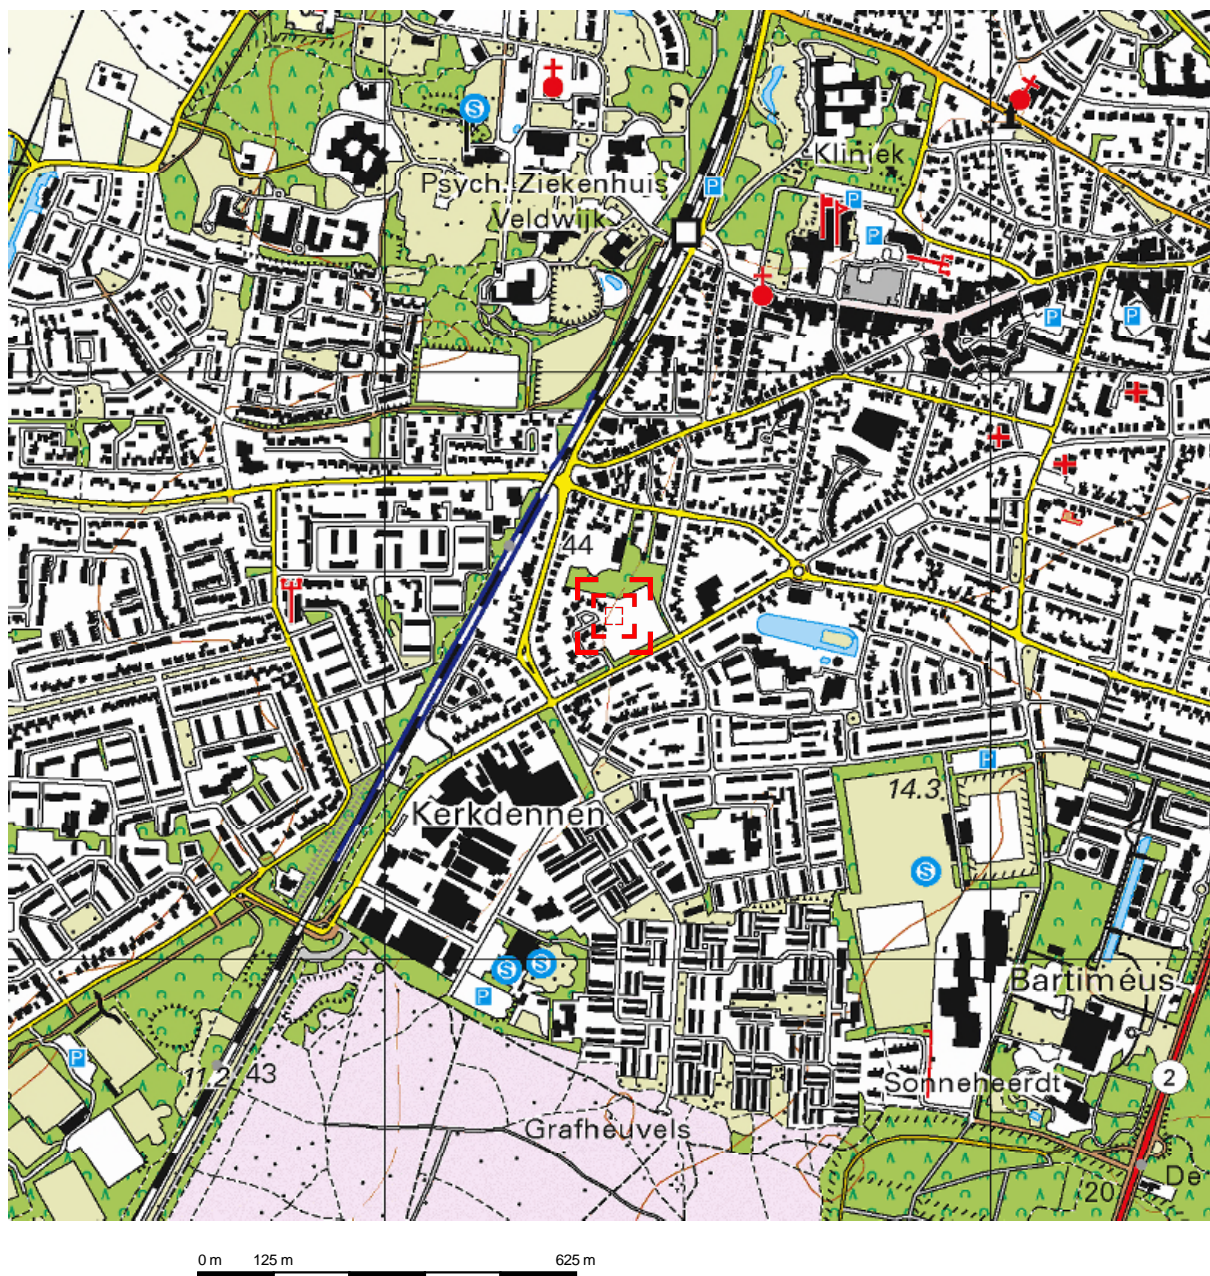 S
Kliniek
Psych. Ziekenhuis
P
Veldwijk
P
P
P
P
44
P
14.3
Kerkdennen
S
S
S
Bartiméus
P
P
11.2
43
Sonneheerdt
2
Grafheuvels
De
20
0 m 125 m 625 m